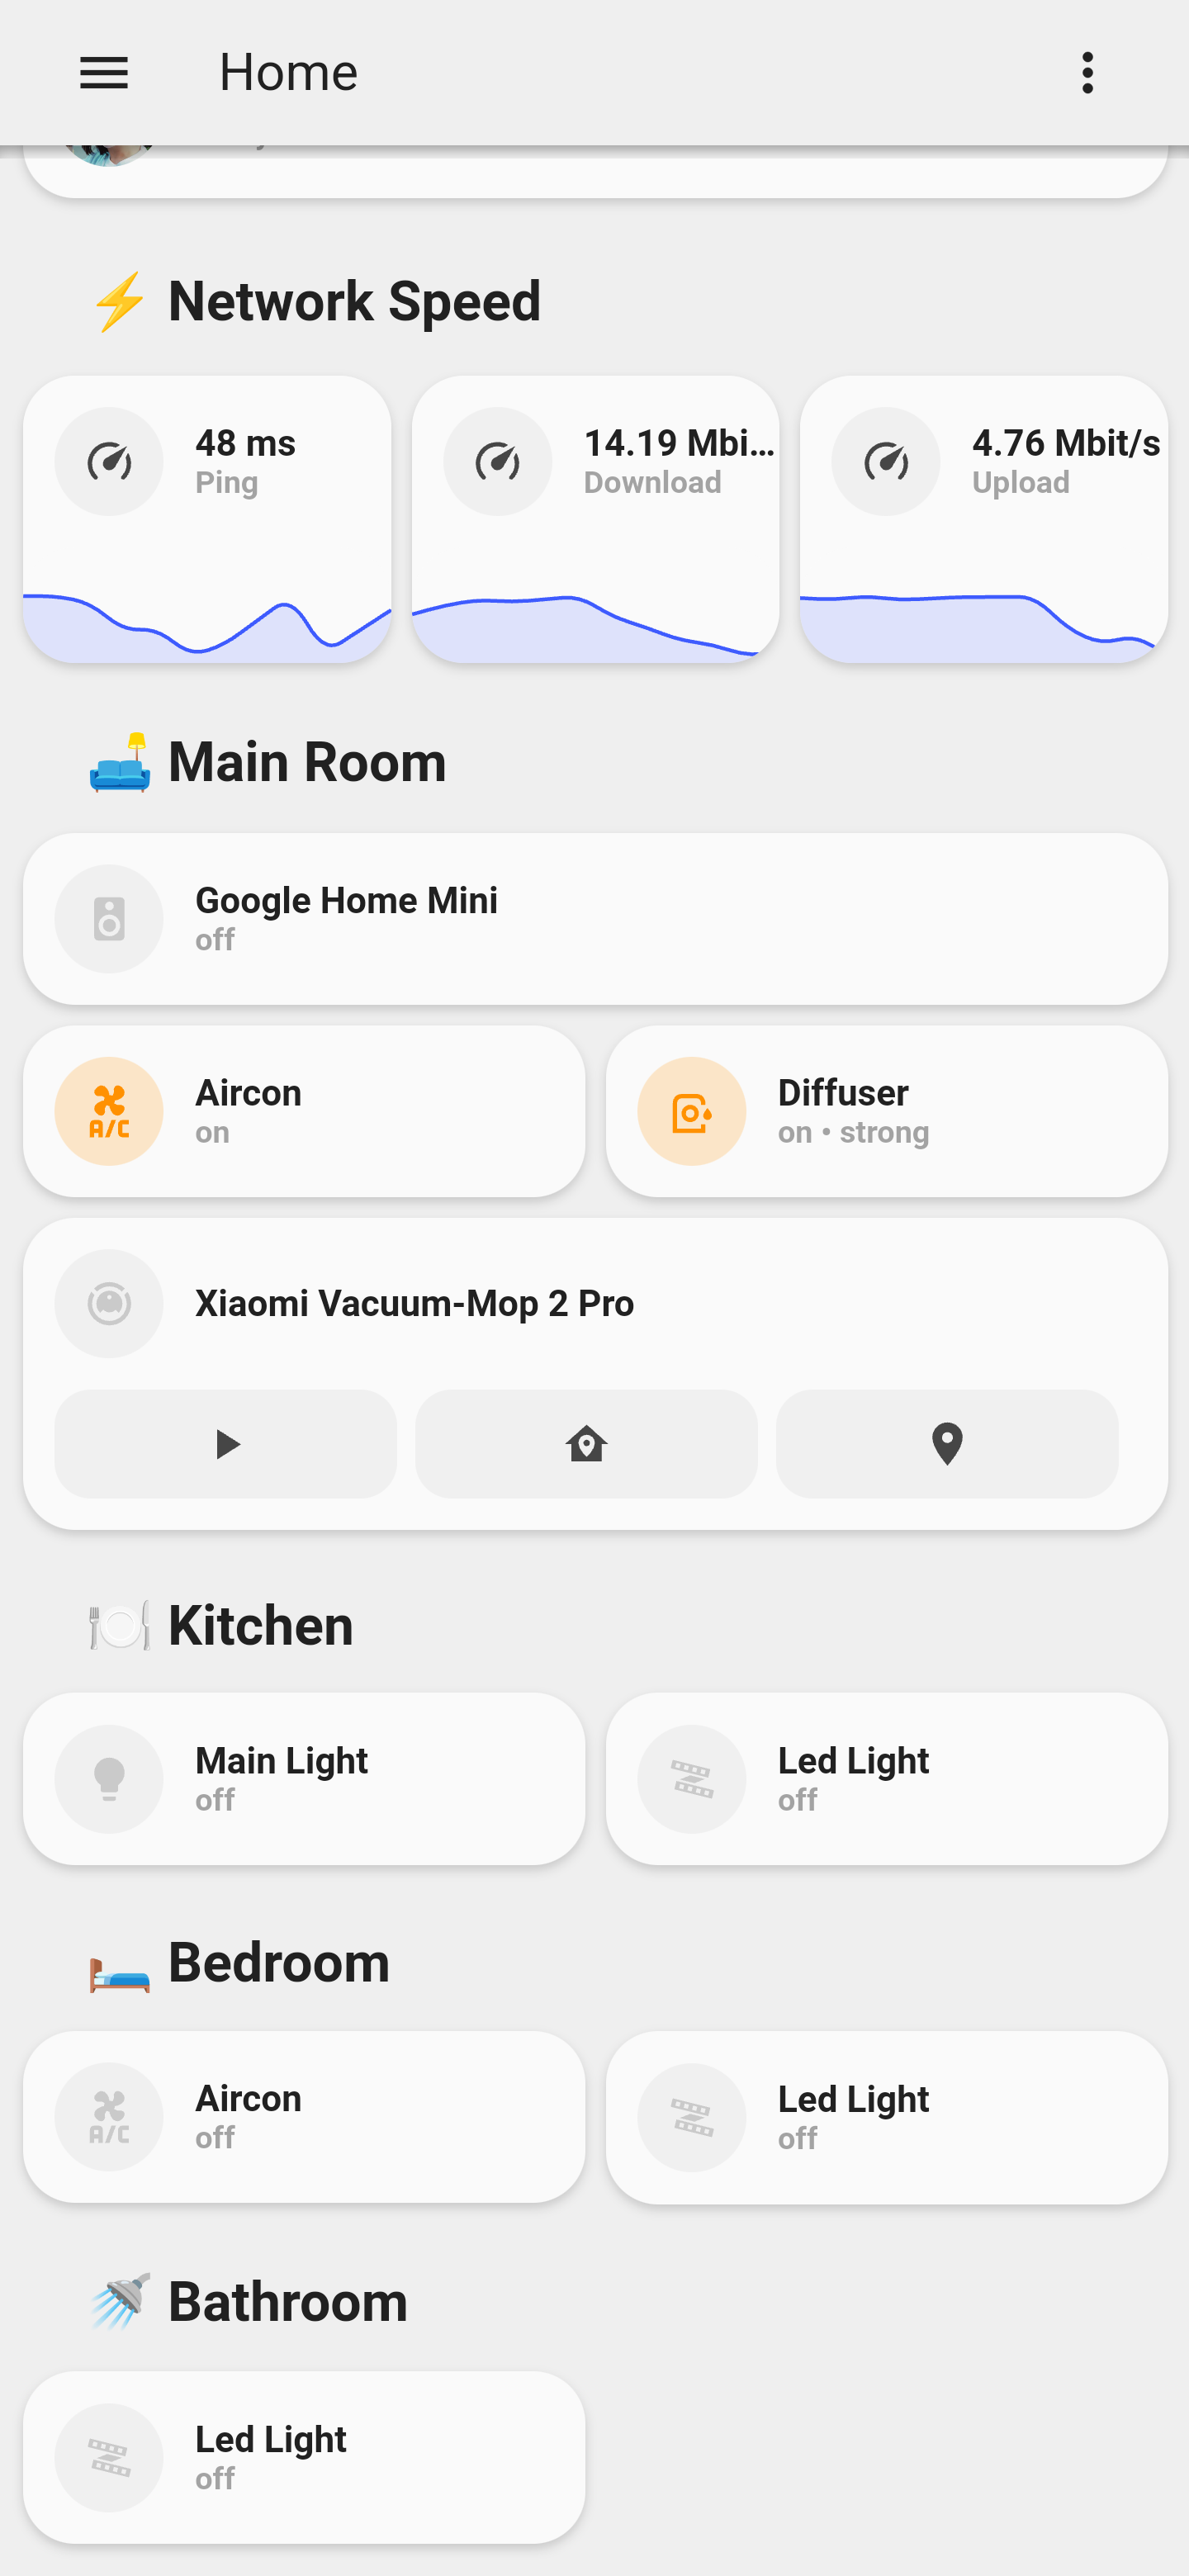 Home
⚡ Network Speed
48 ms
Ping
14.19 Mbi...
Download
4.76 Mbit/s
Upload
🛋️ Main Room
Google Home Mini
off
Aircon
on
Diffuser
on • strong
Xiaomi Vacuum-Mop 2 Pro
🍽️ Kitchen
Main Light
off
Led Light
off
🛏️ Bedroom
A/C
Aircon
off
Led Light
off
🚿 Bathroom
Led Light
off